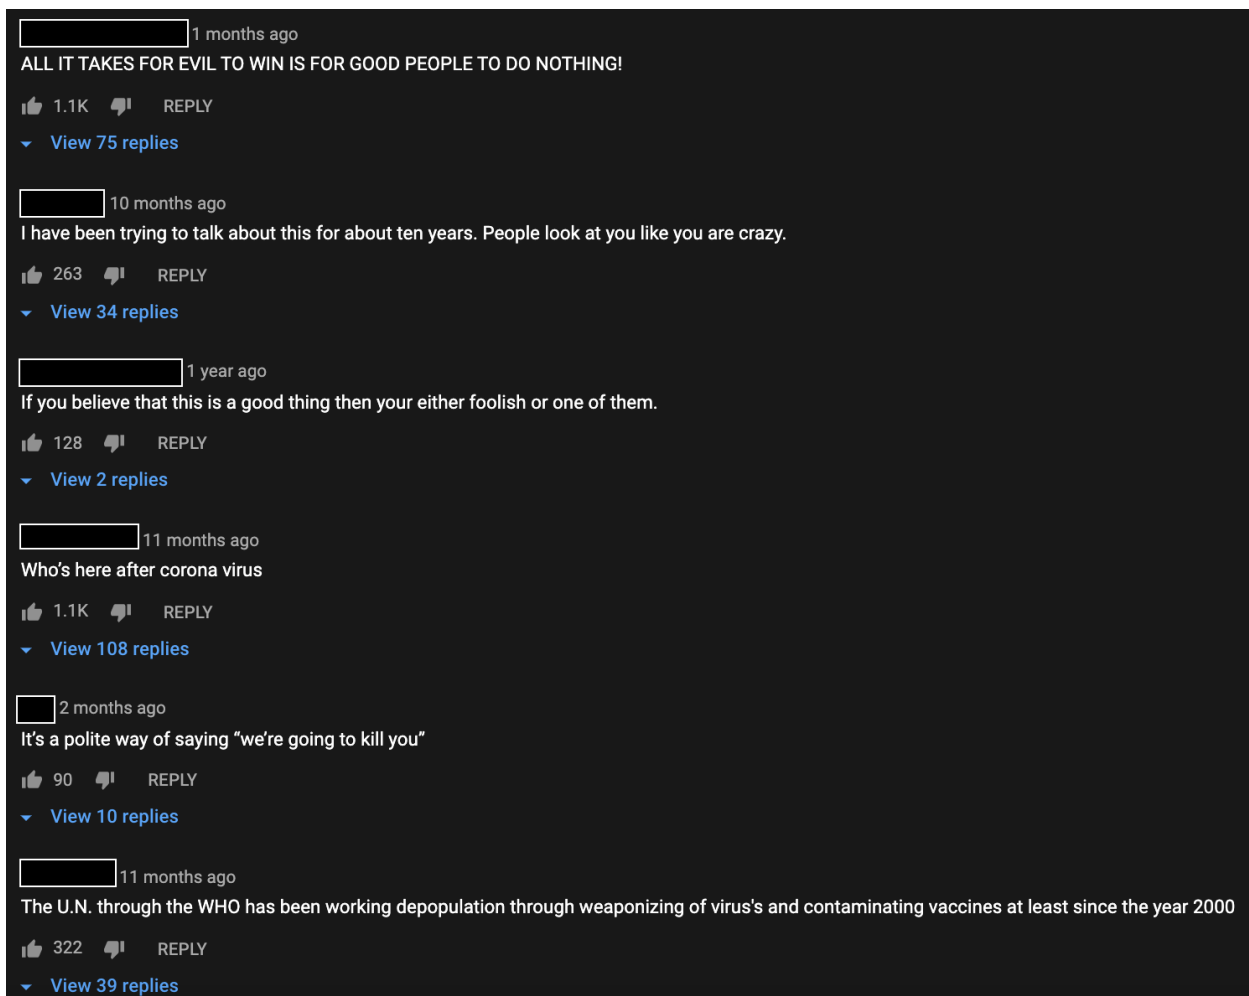 1 months ago
ALL IT TAKES FOR EVIL TO WIN IS FOR GOOD PEOPLE TO DO NOTHING!
1.1K REPLY
View 75 replies
10 months ago
I have been trying to talk about this for about ten years. People look at you like you are crazy.
263 REPLY
View 34 replies
1 year ago
If you believe that this is a good thing then your either foolish or one of them.
128 REPLY
View 2 replies
11 months ago
Who’s here after corona virus
1.1K REPLY
View 108 replies
2 months ago
It’s a polite way of saying “we’re going to kill you”
90 REPLY
View 10 replies
11 months ago
The U.N. through the WHO has been working depopulation through weaponizing of virus's and contaminating vaccines at least since the year 2000
322 REPLY
View 39 replies